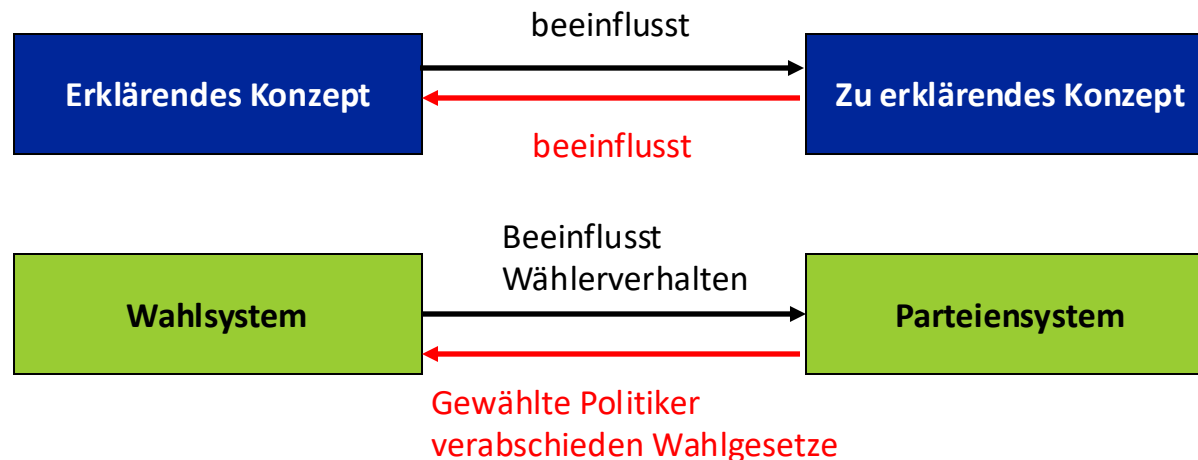 beeinflusst
Erklärendes Konzept
Zu erklärendes Konzept
beeinflusst
Beeinflusst
Wählerverhalten
Wahlsystem
Parteiensystem
Gewählte Politiker
verabschieden Wahlgesetze